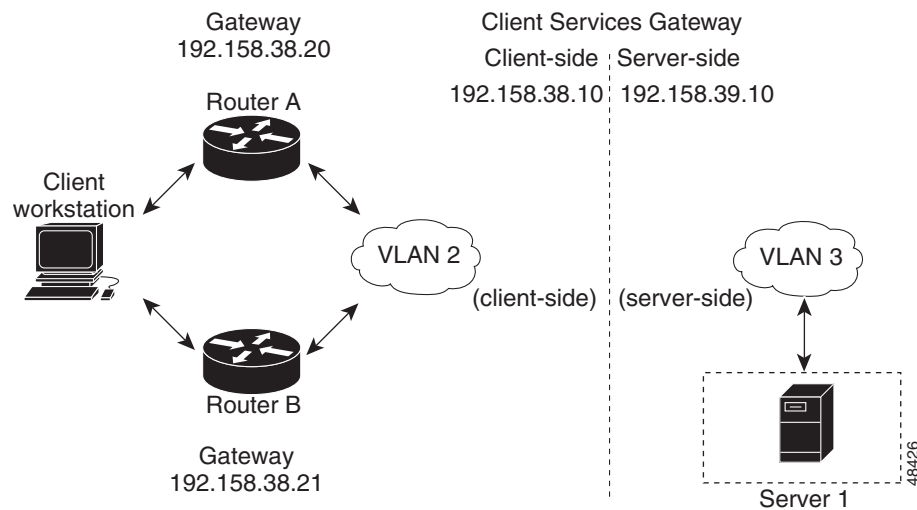 Gateway
192.158.38.20
Router A
Client Services Gateway
Client-side
Server-side
192.158.38.10
192.158.39.10
Client
workstation
VLAN 2
VLAN 3
(client-side)
(server-side)
Router B
Gateway
192.158.38.21
Server 1
48426